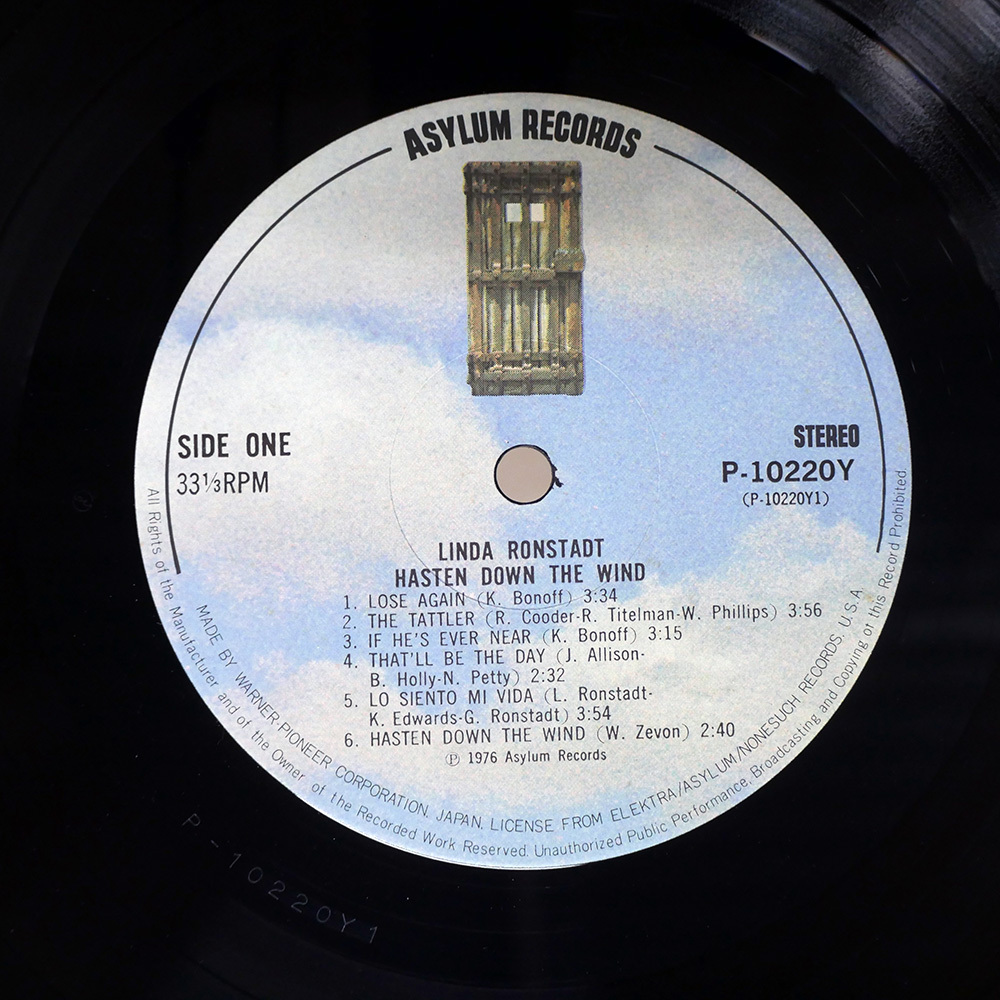 ASYLUM RECORDS
SIDE ONE
33⅓RPM
STEREO
P-10220Y
(P-10220Y1)
LINDA RONSTADT
HASTEN DOWN THE WIND
1. LOSE AGAIN (K. Bonoff) 3:34
2. THE TATTLER (R. Cooder-R. Titelman-W. Phillips) 3:56
3. IF HE'S EVER NEAR (K. Bonoff) 3:15
4. THAT'LL BE THE DAY (J. Allison-
B. Holly-N. Petty) 2:32
5. LO SIENTO MI VIDA (L. Ronstadt-
K. Edwards-G. Ronstadt) 3:54
6. HASTEN DOWN THE WIND (W. Zevon) 2:40
Ⓟ 1976 Asylum Records
MADE BY WARNER-PIONEER CORPORATION, JAPAN, LICENSE FROM ELEKTRA/ASYLUM/NONESUCH RECORDS, U.S.A.
All Rights of the Manufacturer and of the Owner of the Recorded Work Reserved. Unauthorized Public Performance, Broadcasting and Copying of this Record Prohibited.
P-10220Y1